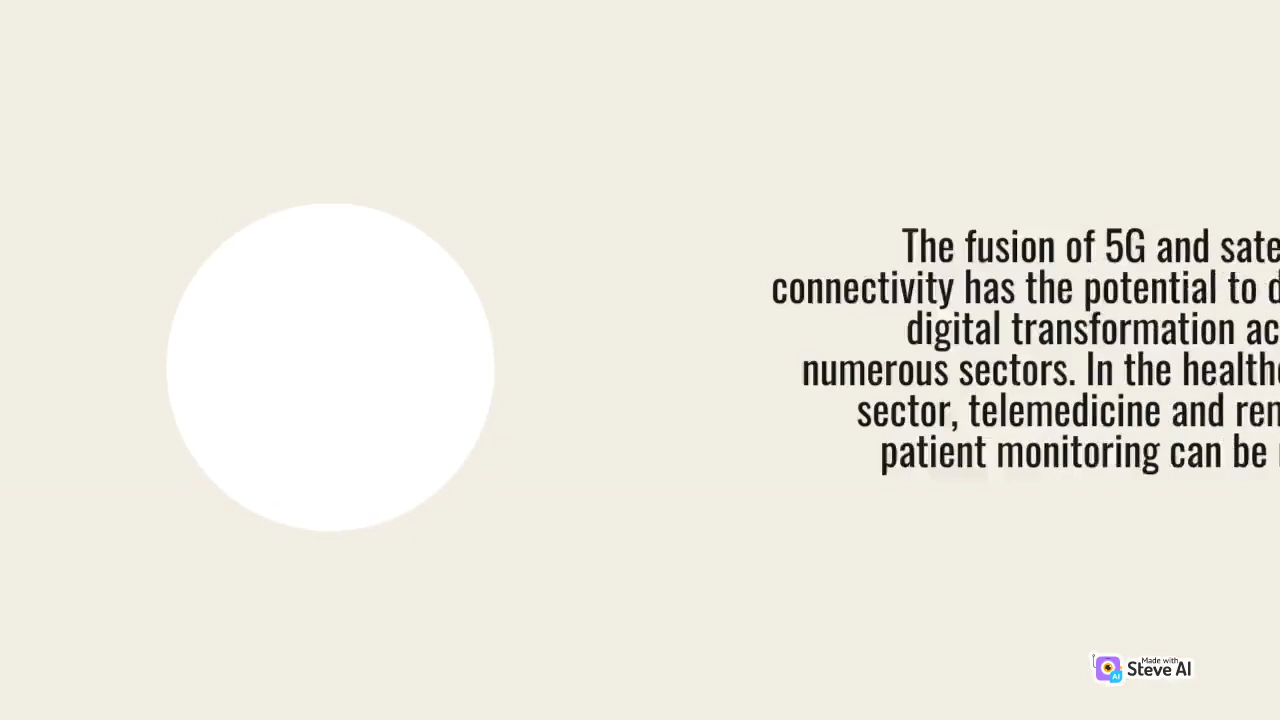 The fusion of 5G and sate
connectivity has the potential to d
digital transformation ac
numerous sectors. In the healthc
sector, telemedicine and rem
patient monitoring can be
Made with
Steve AI
AI